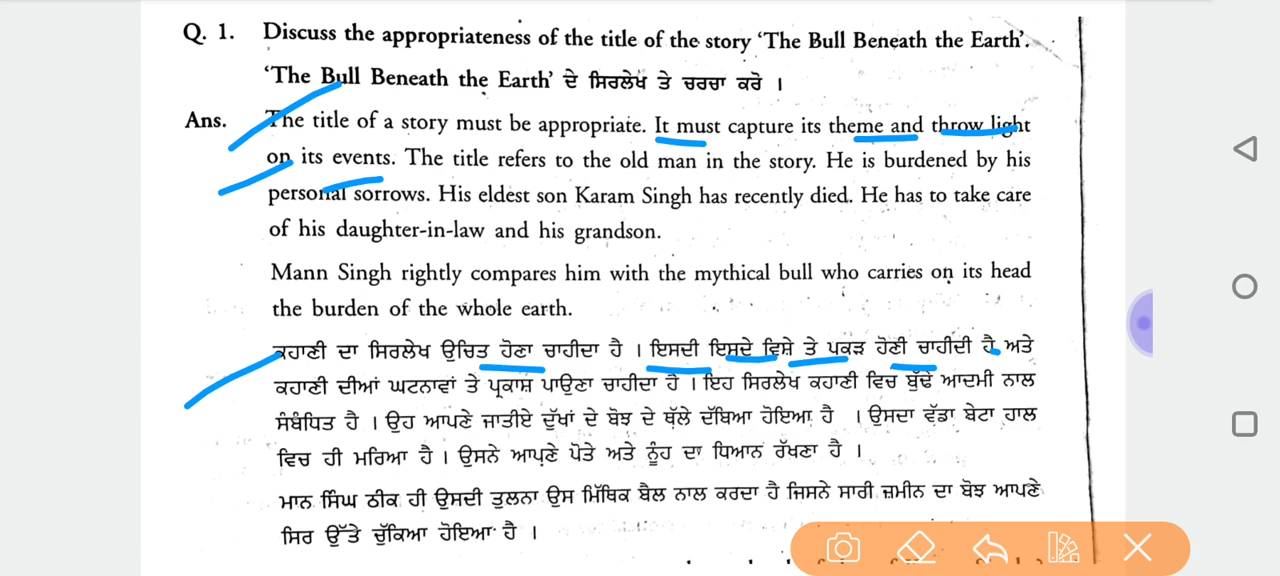 Q. 1. Discuss the appropriateness of the title of the story ‘The Bull Beneath the Earth’.
‘The Bull Beneath the Earth’ ਦੇ ਸਿਰਲੇਖ ਤੇ ਚਰਚਾ ਕਰੋ ।
Ans. The title of a story must be appropriate. It must capture its theme and throw light
on its events. The title refers to the old man in the story. He is burdened by his
personal sorrows. His eldest son Karam Singh has recently died. He has to take care
of his daughter-in-law and his grandson.
Mann Singh rightly compares him with the mythical bull who carries on its head
the burden of the whole earth.
ਕਹਾਣੀ ਦਾ ਸਿਰਲੇਖ ਉਚਿਤ ਹੋਣਾ ਚਾਹੀਦਾ ਹੈ । ਇਸਦੀ ਇਸਦੇ ਵਿਸ਼ੇ ਤੇ ਪਕੜ ਹੋਣੀ ਚਾਹੀਦੀ ਹੈ ਅਤੇ
ਕਹਾਣੀ ਦੀਆਂ ਘਟਨਾਵਾਂ ਤੇ ਪ੍ਰਕਾਸ਼ ਪਾਉਣਾ ਚਾਹੀਦਾ ਹੈ । ਇਹ ਸਿਰਲੇਖ ਕਹਾਣੀ ਵਿਚ ਬੁੱਢੇ ਆਦਮੀ ਨਾਲ
ਸੰਬੰਧਿਤ ਹੈ । ਉਹ ਆਪਣੇ ਜਾਤੀਏ ਦੁੱਖਾਂ ਦੇ ਬੋਝ ਦੇ ਥੱਲੇ ਦੱਬਿਆ ਹੋਇਆ ਹੈ । ਉਸਦਾ ਵੱਡਾ ਬੇਟਾ ਹਾਲ
ਵਿਚ ਹੀ ਮਰਿਆ ਹੈ । ਉਸਨੇ ਆਪਣੇ ਪੋਤੇ ਅਤੇ ਨੂੰਹ ਦਾ ਧਿਆਨ ਰੱਖਣਾ ਹੈ ।
ਮਾਨ ਸਿੰਘ ਠੀਕ ਹੀ ਉਸਦੀ ਤੁਲਨਾ ਉਸ ਮਿੱਥਿਕ ਬੈਲ ਨਾਲ ਕਰਦਾ ਹੈ ਜਿਸਨੇ ਸਾਰੀ ਜ਼ਮੀਨ ਦਾ ਬੋਝ ਆਪਣੇ
ਸਿਰ ਉੱਤੇ ਚੁੱਕਿਆ ਹੋਇਆ ਹੈ ।